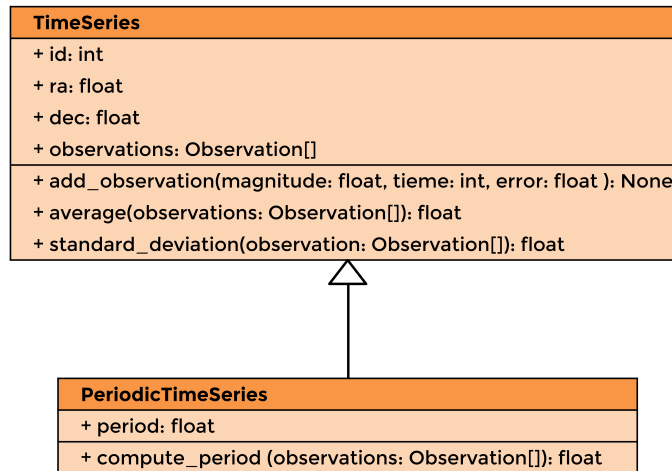 TimeSeries
+ id: int
+ ra: float
+ dec: float
+ observations: Observation[]
+ add_observation(magnitude: float, tieme: int, error: float ): None
+ average(observations: Observation[]): float
+ standard_deviation(observation: Observation[]): float
PeriodicTimeSeries
+ period: float
+ compute_period (observations: Observation[]): float